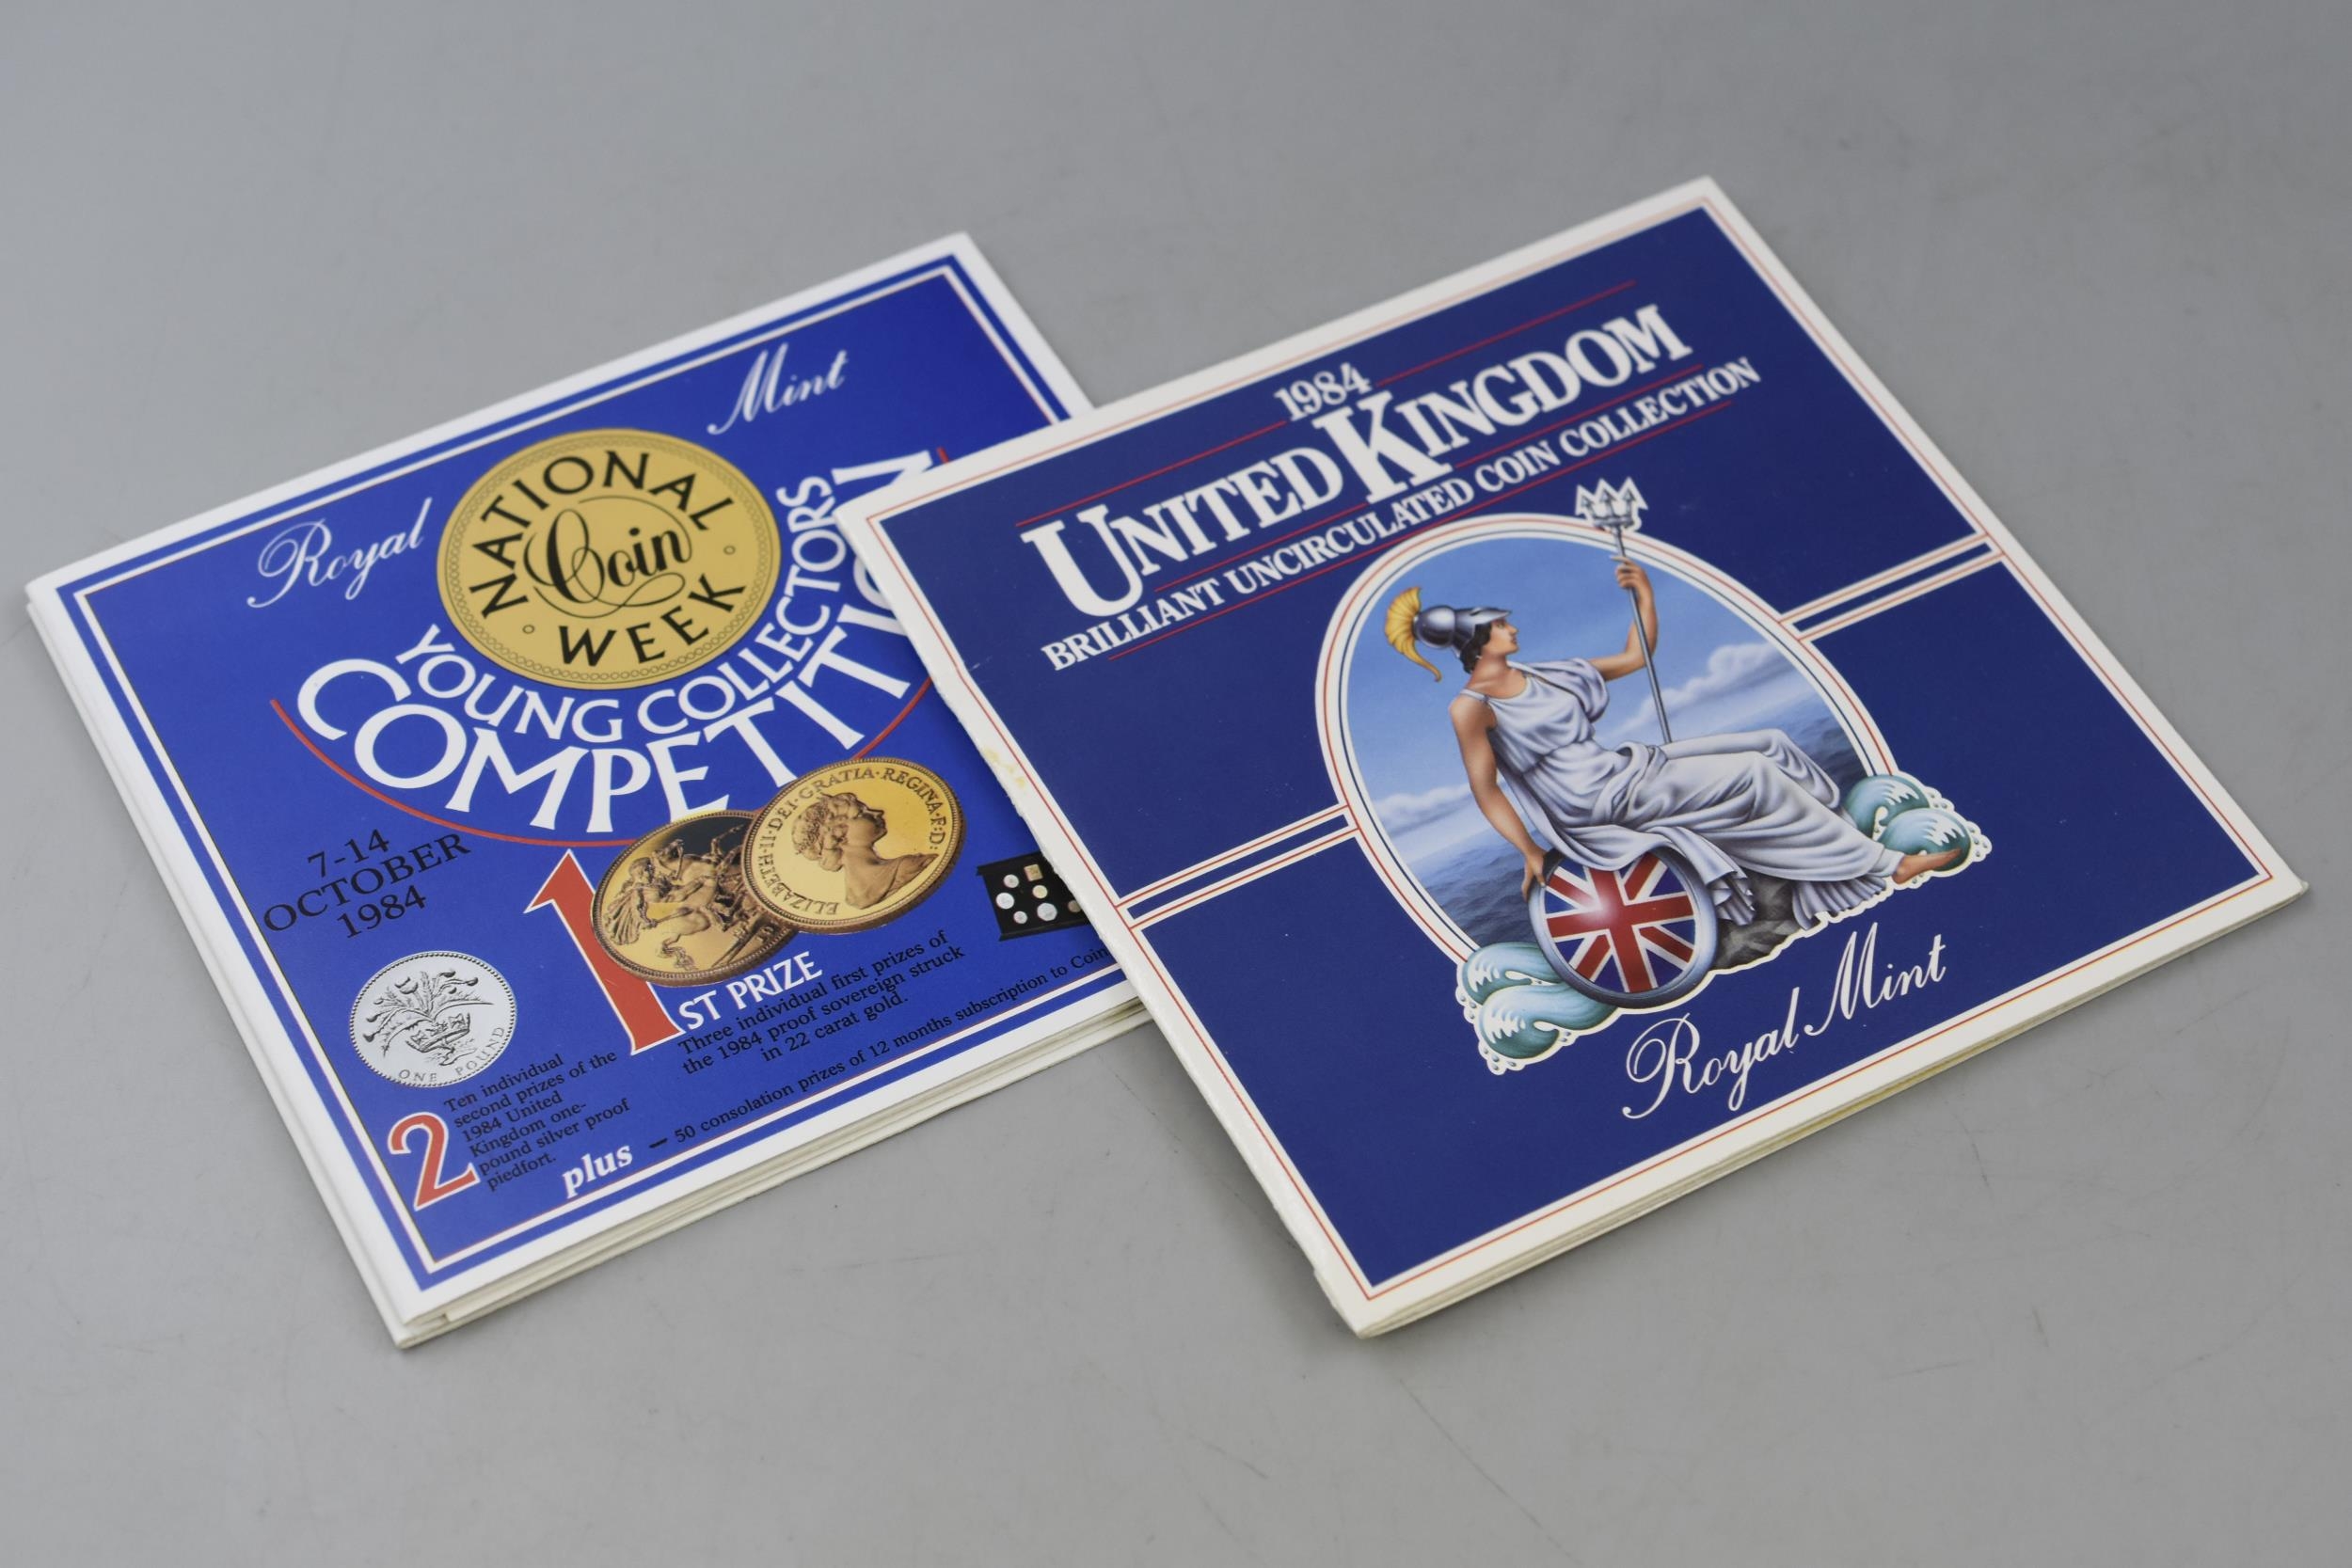 Royal Mint
NATIONAL
Coin
WEEK
YOUNG COLLECTORS
COMPETITION
7-14
OCTOBER
1984
ELIZABETH·II·DEI·GRATIA·REGINA·F:D:
1ST PRIZE
Three individual first prizes of
the 1984 proof sovereign struck
in 22 carat gold.
ONE POUND
2
Ten individual
second prizes of the
1984 United
Kingdom one-
pound silver proof
piedfort.
plus — 50 consolation prizes of 12 months subscription to Coin
1984
UNITED KINGDOM
BRILLIANT UNCIRCULATED COIN COLLECTION
Royal Mint